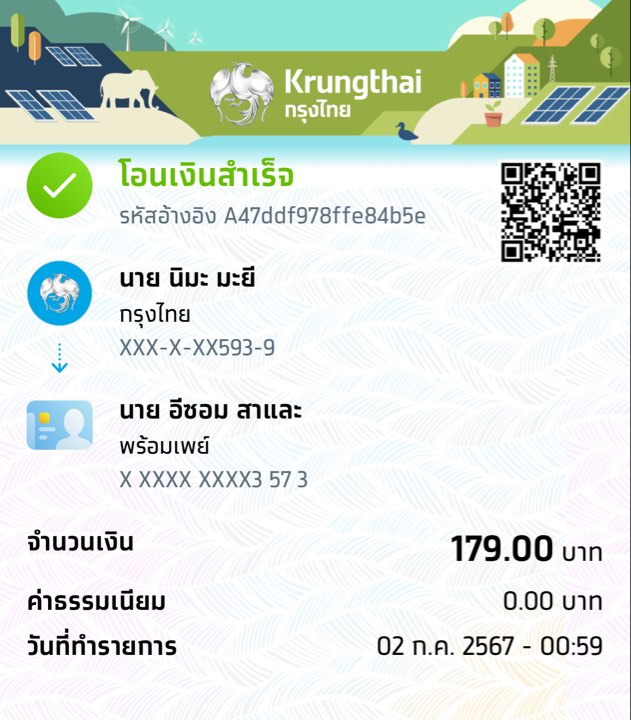 Krungthai
กรุงไทย
โอนเงินสำเร็จ
รหัสอ้างอิง A47ddf978ffe84b5e
นาย นิมะ มะยี
กรุงไทย
XXX-X-XX593-9
นาย อีซอม สาและ
พร้อมเพย์
X XXXX XXXX3 57 3
จำนวนเงิน 179.00 บาท
ค่าธรรมเนียม 0.00 บาท
วันที่ทำรายการ 02 ก.ค. 2567 - 00:59